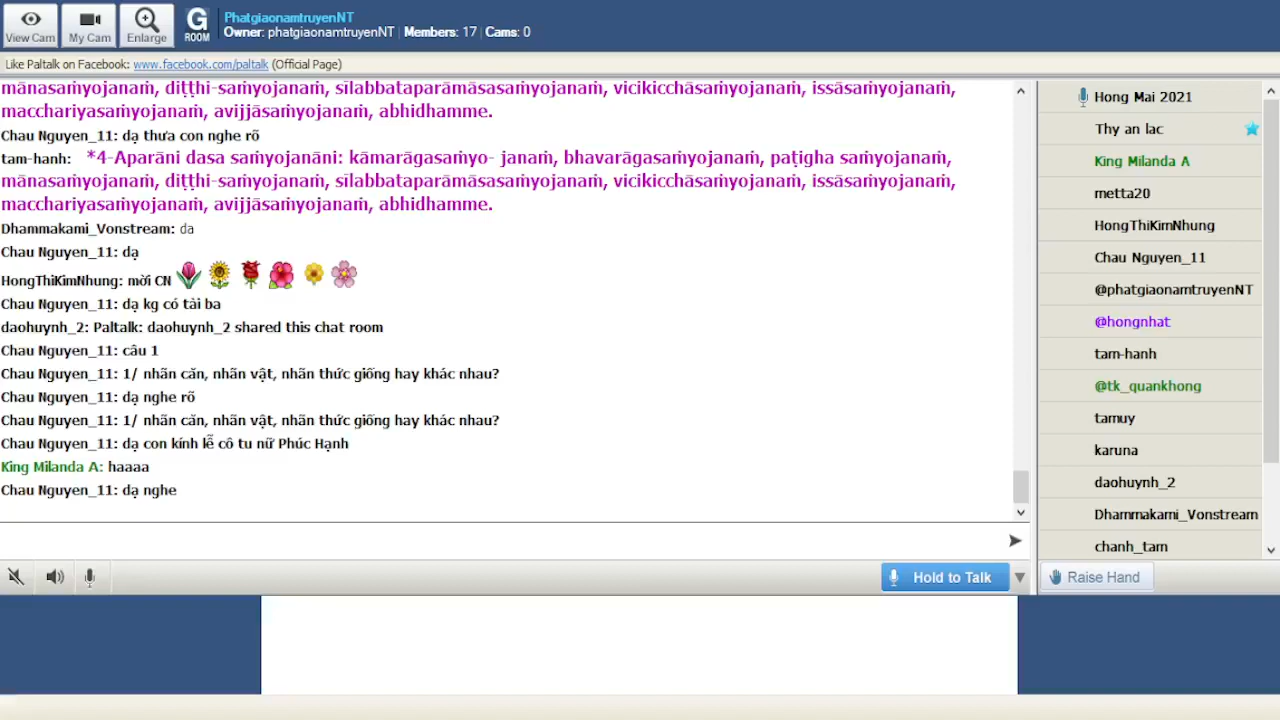 View Cam
My Cam
Enlarge
G
ROOM
PhatgiaonamtruyenNT
Owner: phatgiaonamtruyenNT | Members: 17 | Cams: 0
Like Paltalk on Facebook: www.facebook.com/paltalk (Official Page)
mānasaṁyojanaṁ, diṭṭhi-saṁyojanaṁ, sīlabbataparāmāsasaṁyojanaṁ, vicikicchāsaṁyojanaṁ, issāsaṁyojanaṁ,
macchariyasaṁyojanaṁ, avijjāsaṁyojanaṁ, abhidhamme.
Chau Nguyen_11: dạ thưa con nghe rõ
tam-hanh: *4-Aparāni dasa saṁyojanāni: kāmarāgasaṁyo- janaṁ, bhavarāgasaṁyojanaṁ, paṭigha saṁyojanaṁ,
mānasaṁyojanaṁ, diṭṭhi-saṁyojanaṁ, sīlabbataparāmāsasaṁyojanaṁ, vicikicchāsaṁyojanaṁ, issāsaṁyojanaṁ,
macchariyasaṁyojanaṁ, avijjāsaṁyojanaṁ, abhidhamme.
Dhammakami_Vonstream: da
Chau Nguyen_11: dạ
HongThiKimNhung: mời CN
Chau Nguyen_11: dạ kg có tài ba
daohuynh_2: Paltalk: daohuynh_2 shared this chat room
Chau Nguyen_11: câu 1
Chau Nguyen_11: 1/ nhãn căn, nhãn vật, nhãn thức giống hay khác nhau?
Chau Nguyen_11: dạ nghe rõ
Chau Nguyen_11: 1/ nhãn căn, nhãn vật, nhãn thức giống hay khác nhau?
Chau Nguyen_11: dạ con kính lễ cô tu nữ Phúc Hạnh
King Milanda A: haaaa
Chau Nguyen_11: dạ nghe
Hold to Talk
Hong Mai 2021
Thy an lac
King Milanda A
metta20
HongThiKimNhung
Chau Nguyen_11
@phatgiaonamtruyenNT
@hongnhat
tam-hanh
@tk_quankhong
tamuy
karuna
daohuynh_2
Dhammakami_Vonstream
chanh_tam
Raise Hand